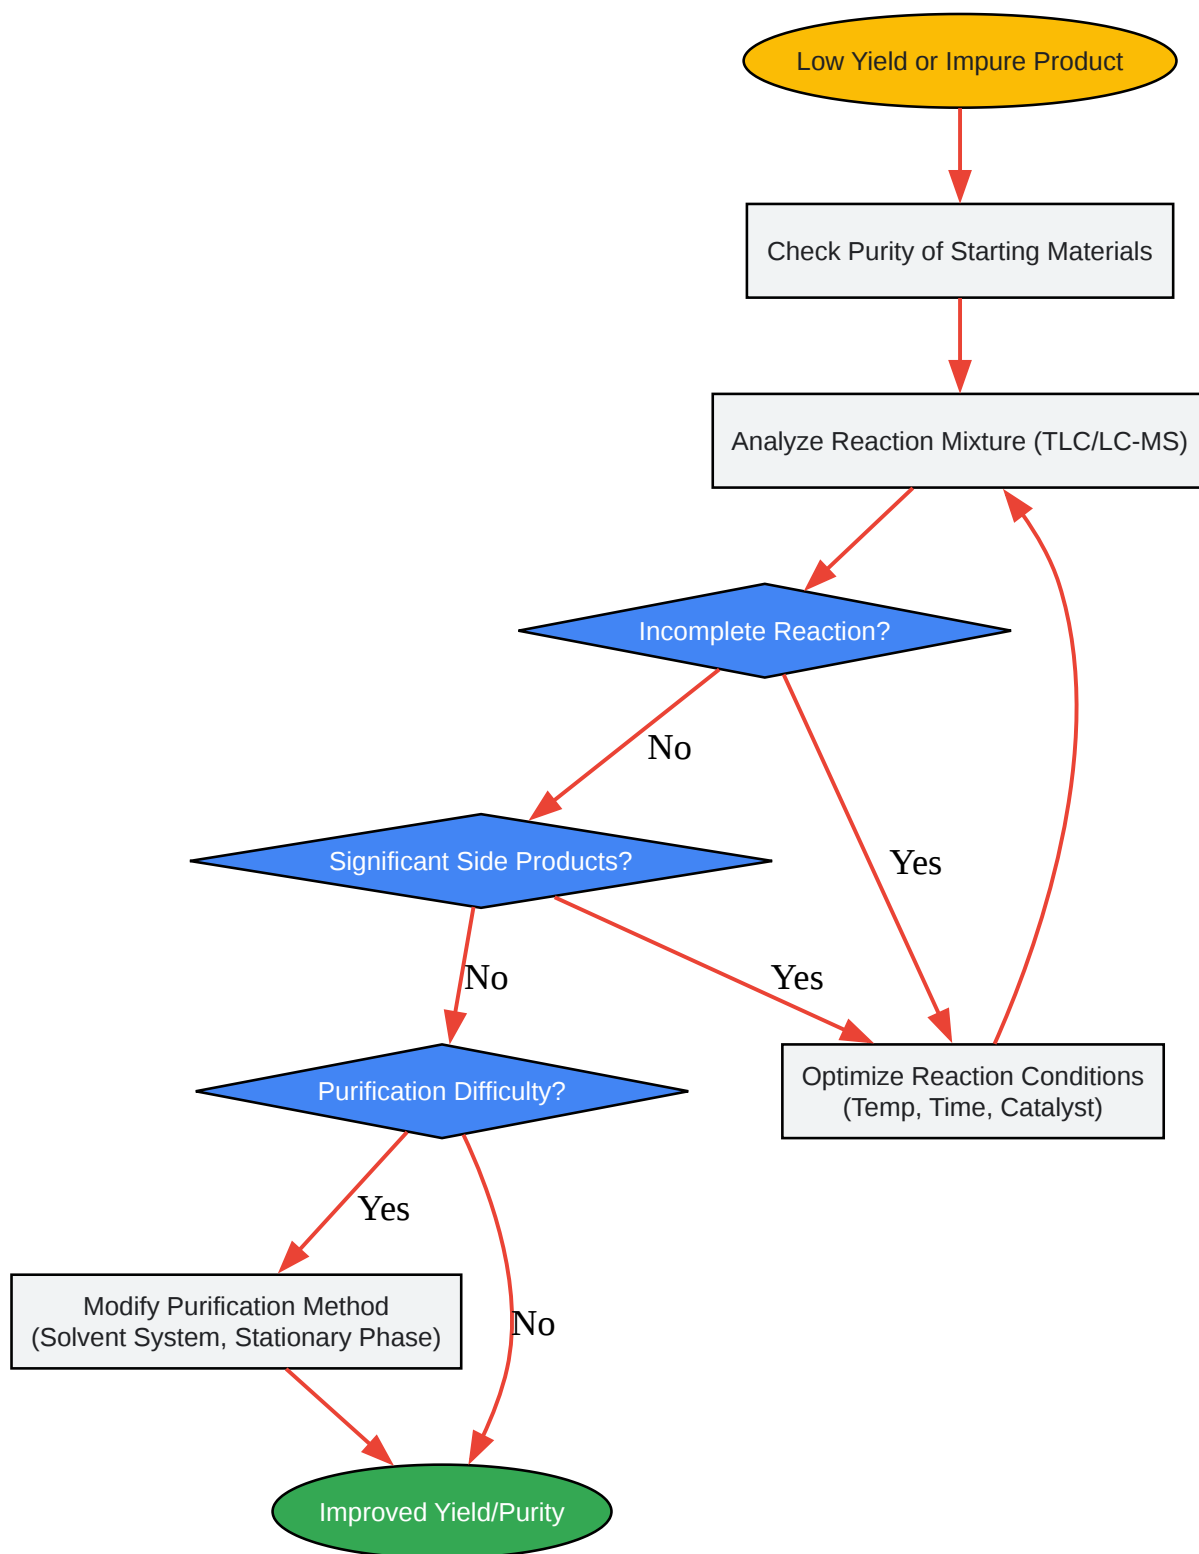 Low Yield or Impure Product
Check Purity of Starting Materials
Analyze Reaction Mixture (TLC/LC-MS)
Incomplete Reaction?
No
Yes
Significant Side Products?
No
Yes
Optimize Reaction Conditions
(Temp, Time, Catalyst)
Purification Difficulty?
Yes
No
Modify Purification Method
(Solvent System, Stationary Phase)
Improved Yield/Purity